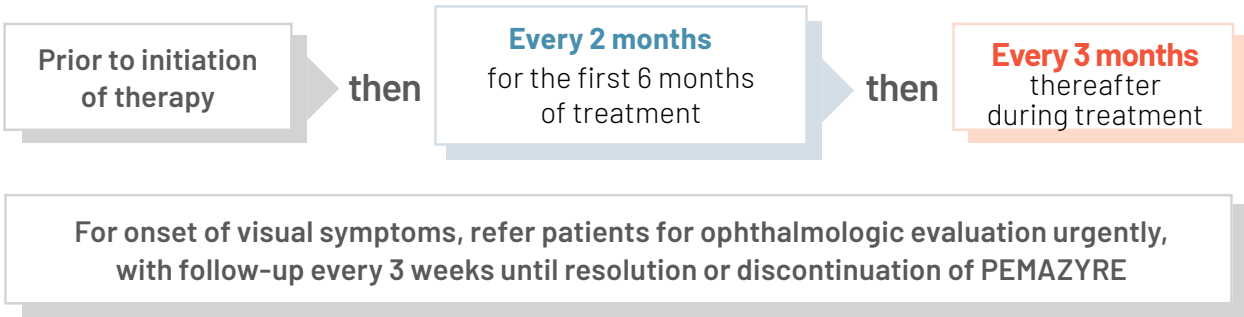 Prior to initiation
of therapy
then
Every 2 months
for the first 6 months
of treatment
then
Every 3 months
thereafter
during treatment
For onset of visual symptoms, refer patients for ophthalmologic evaluation urgently,
with follow-up every 3 weeks until resolution or discontinuation of PEMAZYRE